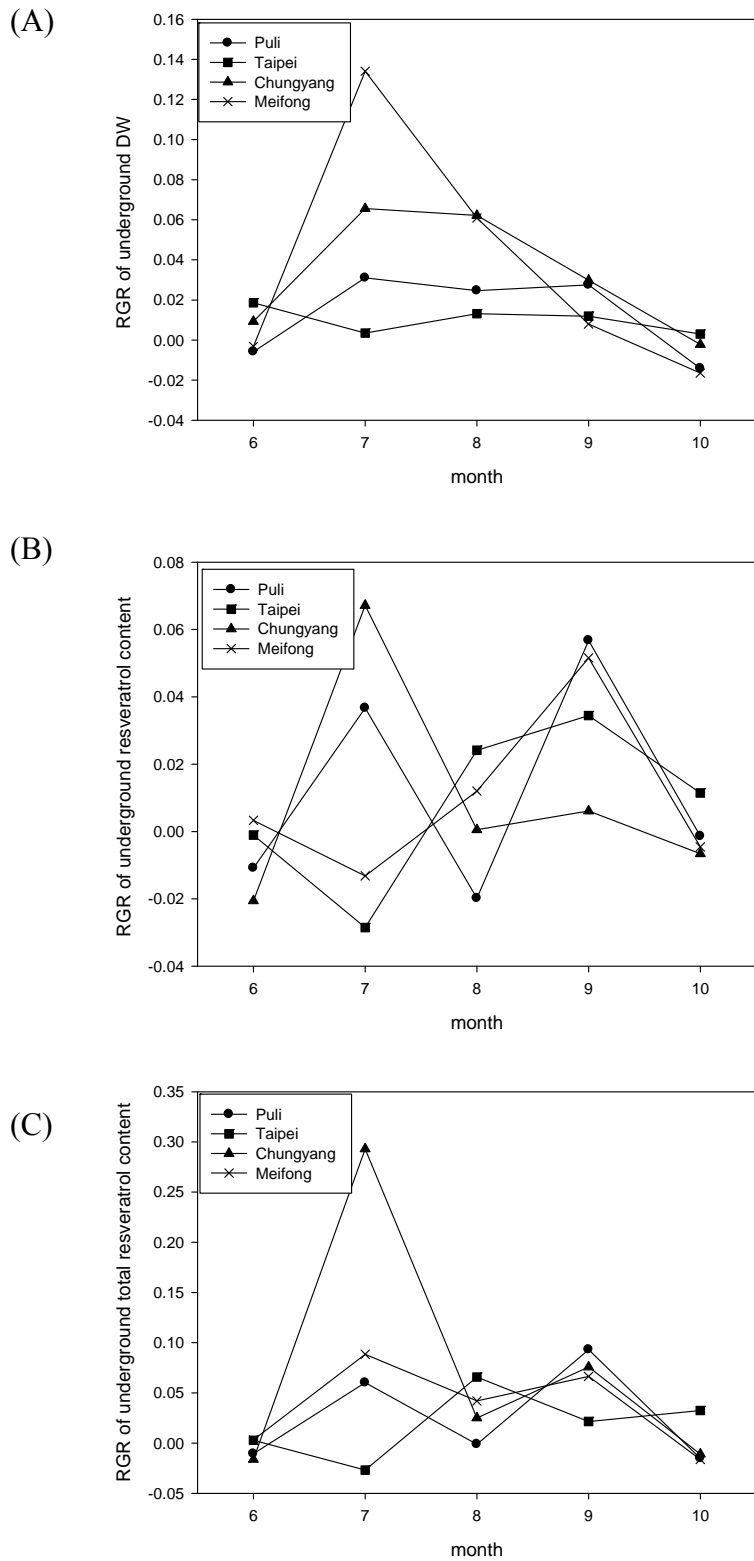 (A)
0.16
0.14
0.12
0.10
0.08
0.06
0.04
0.02
0.00
-0.02
-0.04
RGR of underground DW
Puli
Taipei
Chungyang
Meifong
6 7 8 9 10
month
(B)
0.08
0.06
0.04
0.02
0.00
-0.02
-0.04
RGR of underground resveratrol content
Puli
Taipei
Chungyang
Meifong
6 7 8 9 10
month
(C)
0.35
0.30
0.25
0.20
0.15
0.10
0.05
0.00
-0.05
RGR of underground total resveratrol content
Puli
Taipei
Chungyang
Meifong
6 7 8 9 10
month